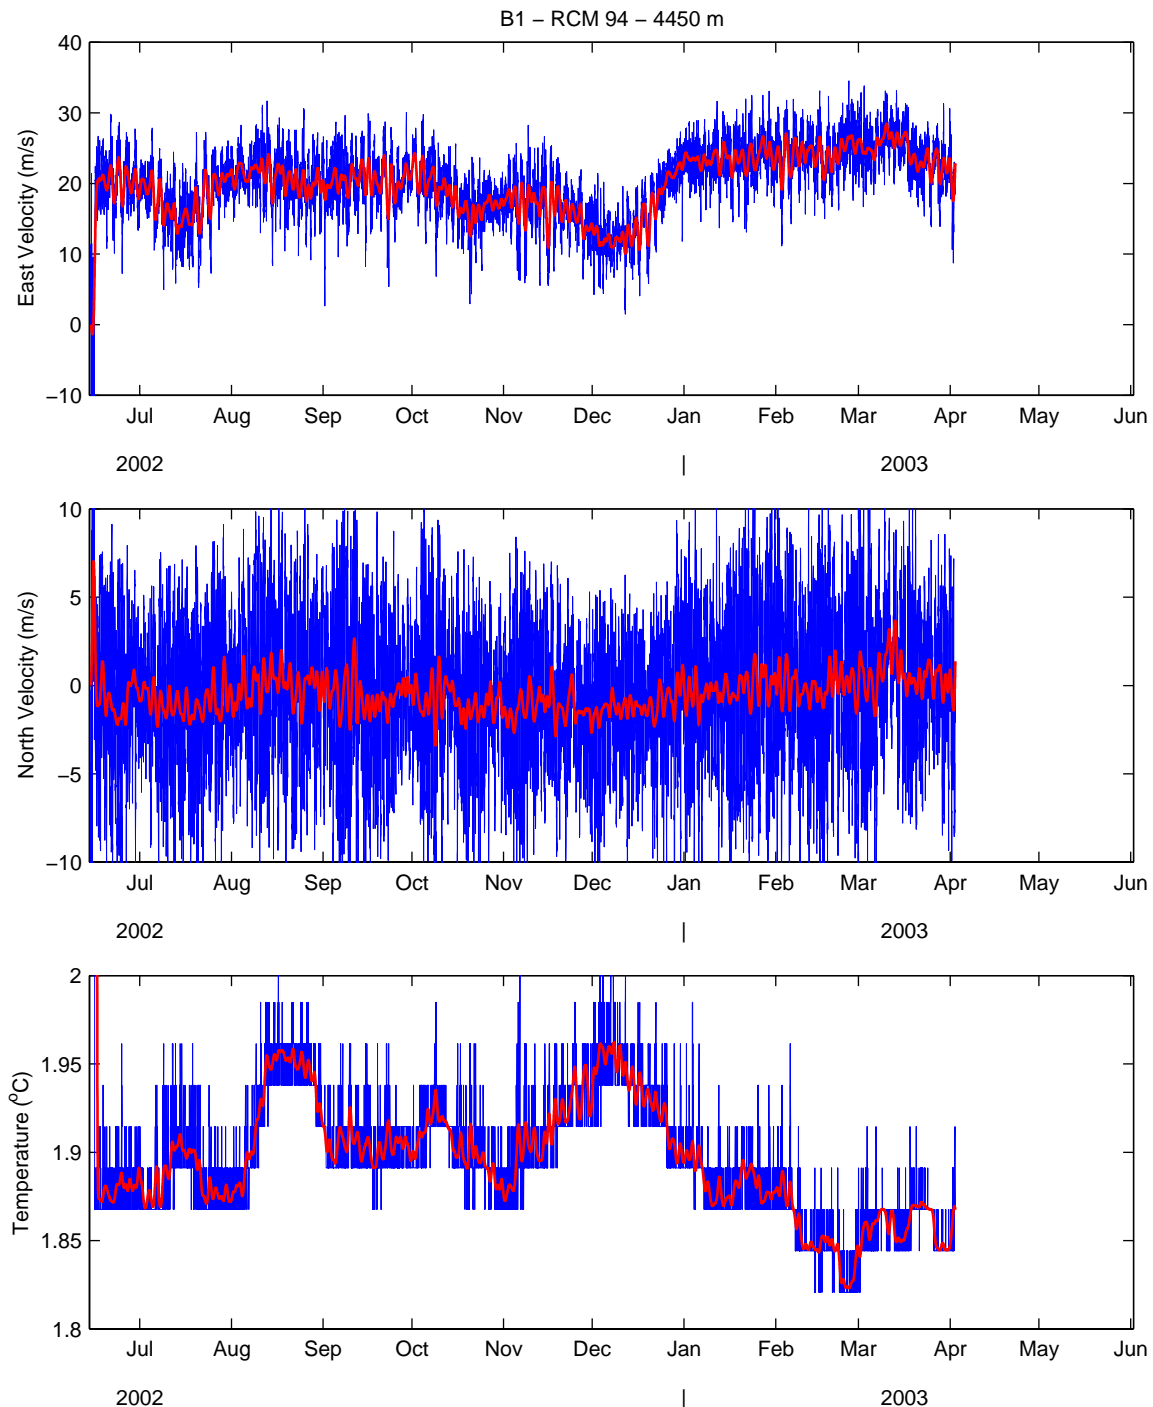 B1 − RCM 94 − 4450 m
40
30
20
10
0
−10
East Velocity (m/s)
Jul Aug Sep Oct Nov Dec Jan Feb Mar Apr May Jun
2002 | 2003
10
5
0
−5
−10
North Velocity (m/s)
Jul Aug Sep Oct Nov Dec Jan Feb Mar Apr May Jun
2002 | 2003
2
1.95
1.9
1.85
1.8
Temperature (°C)
Jul Aug Sep Oct Nov Dec Jan Feb Mar Apr May Jun
2002 | 2003